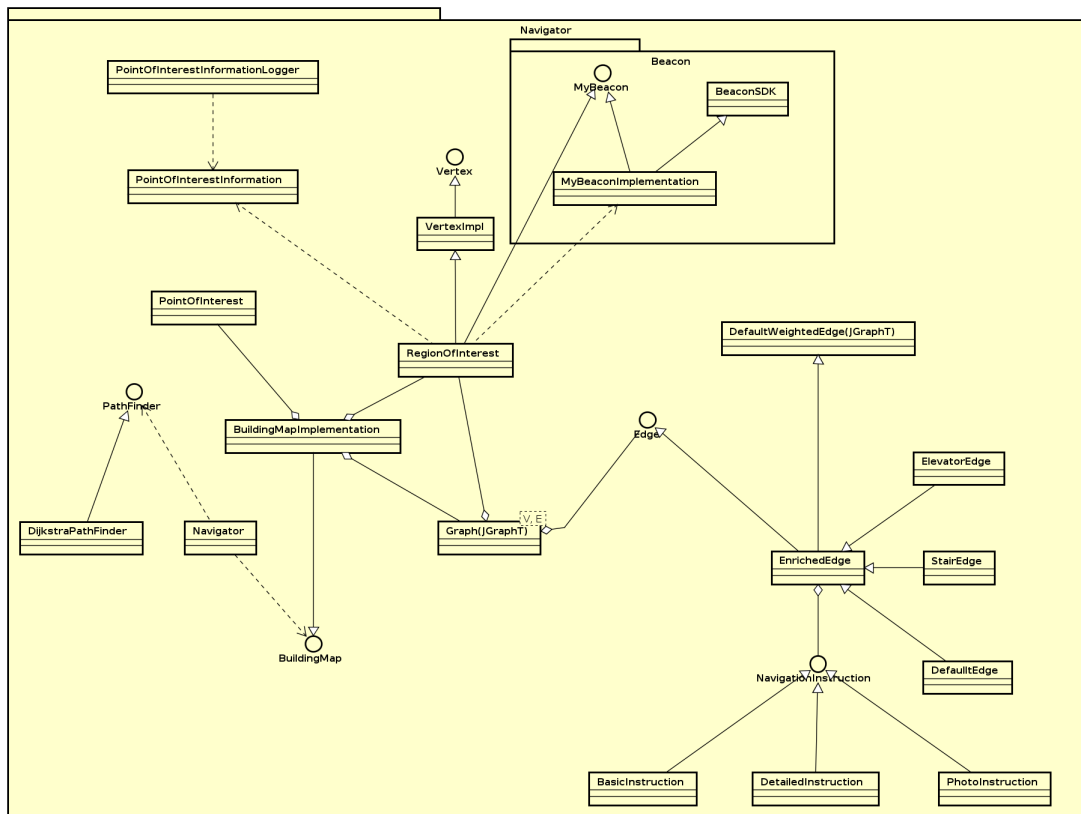 Navigator
Beacon
PointOfInterestInformationLogger
MyBeacon
BeaconSDK
Vertex
PointOfInterestInformation
MyBeaconImplementation
VertexImpl
PointOfInterest
DefaultWeightedEdge(JGraphT)
RegionOfInterest
PathFinder
BuildingMapImplementation
Edge
ElevatorEdge
V, E
DijkstraPathFinder
Navigator
Graph(JGraphT)
EnrichedEdge
StairEdge
BuildingMap
NavigationInstruction
DefaultEdge
BasicInstruction
DetailedInstruction
PhotoInstruction